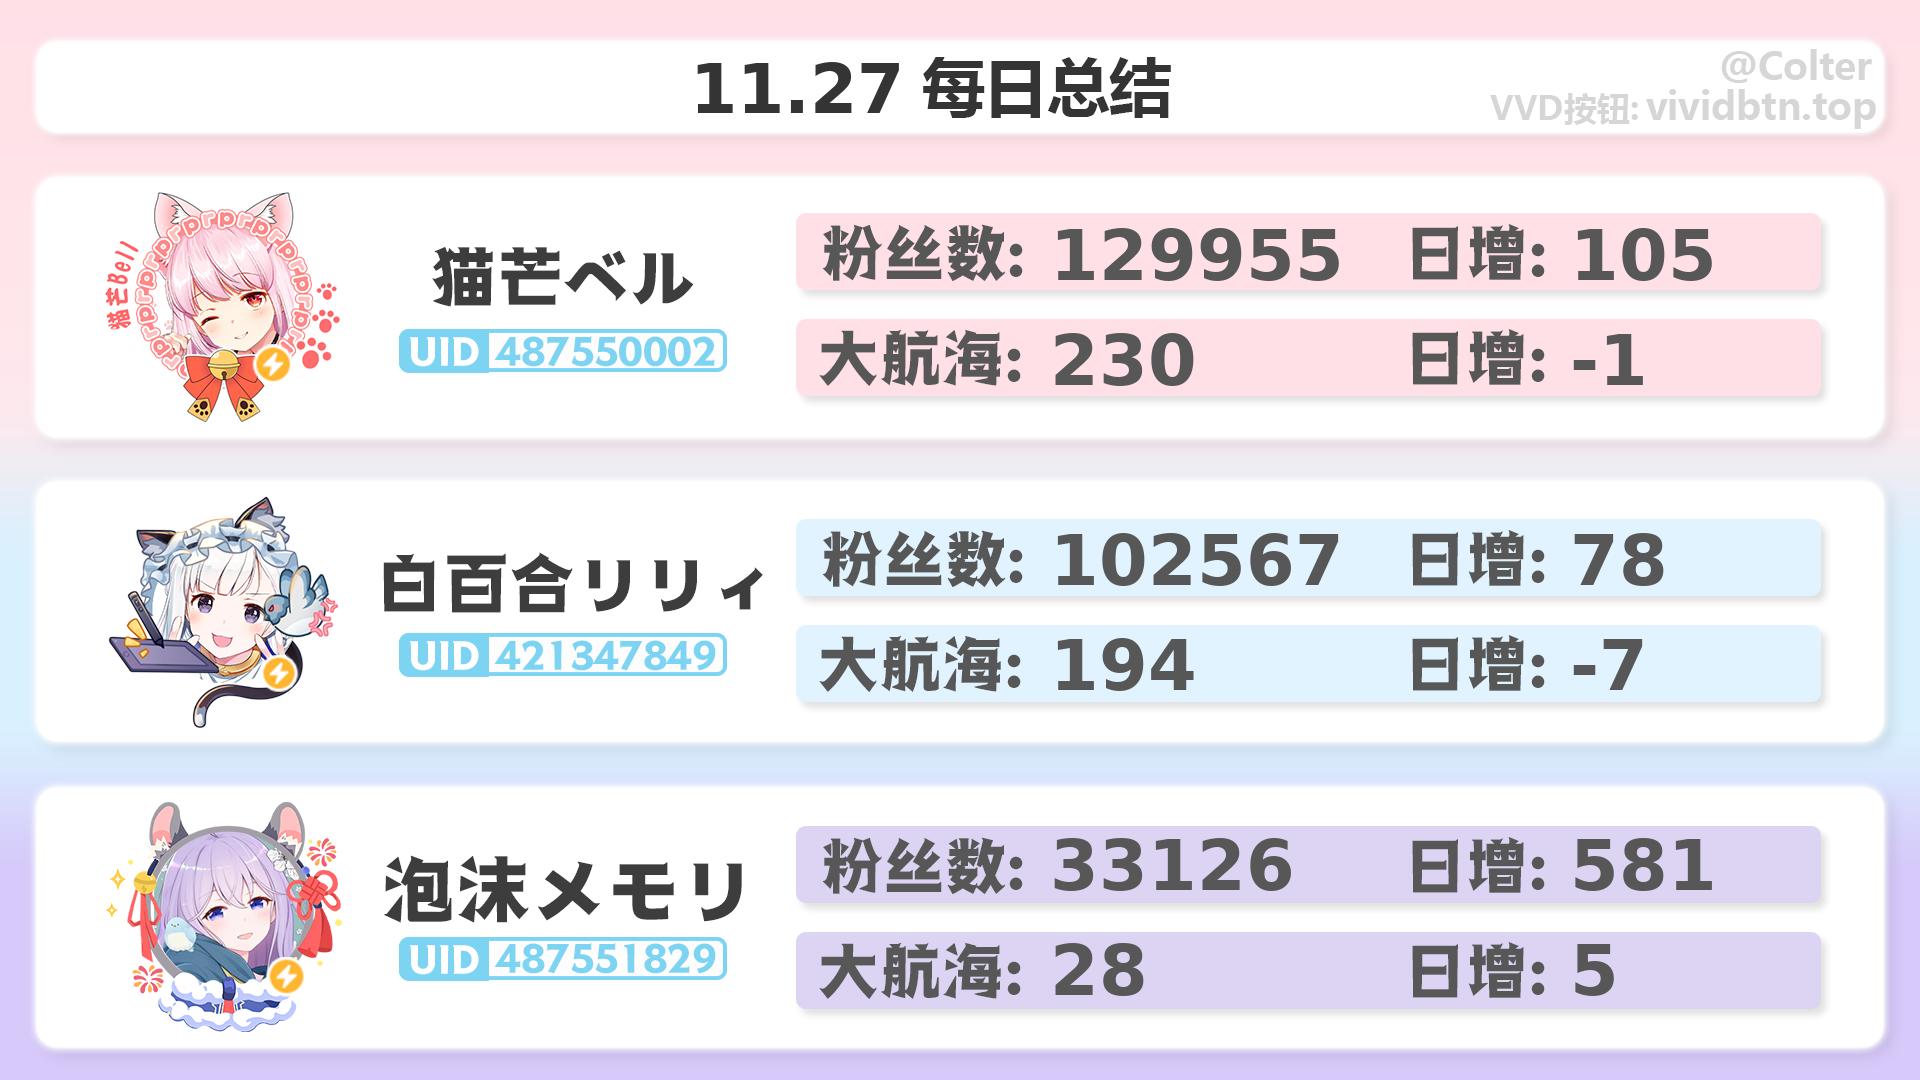 11.27 每日总结
@Colter
VVD按钮: vividbtn.top
猫芒Bell
prprprprprprprpr
猫芒ベル
UID 487550002
粉丝数: 129955 日增: 105
大航海: 230 日增: -1
白百合リリィ
UID 421347849
粉丝数: 102567 日增: 78
大航海: 194 日增: -7
泡沫メモリ
UID 487551829
粉丝数: 33126 日增: 581
大航海: 28 日增: 5